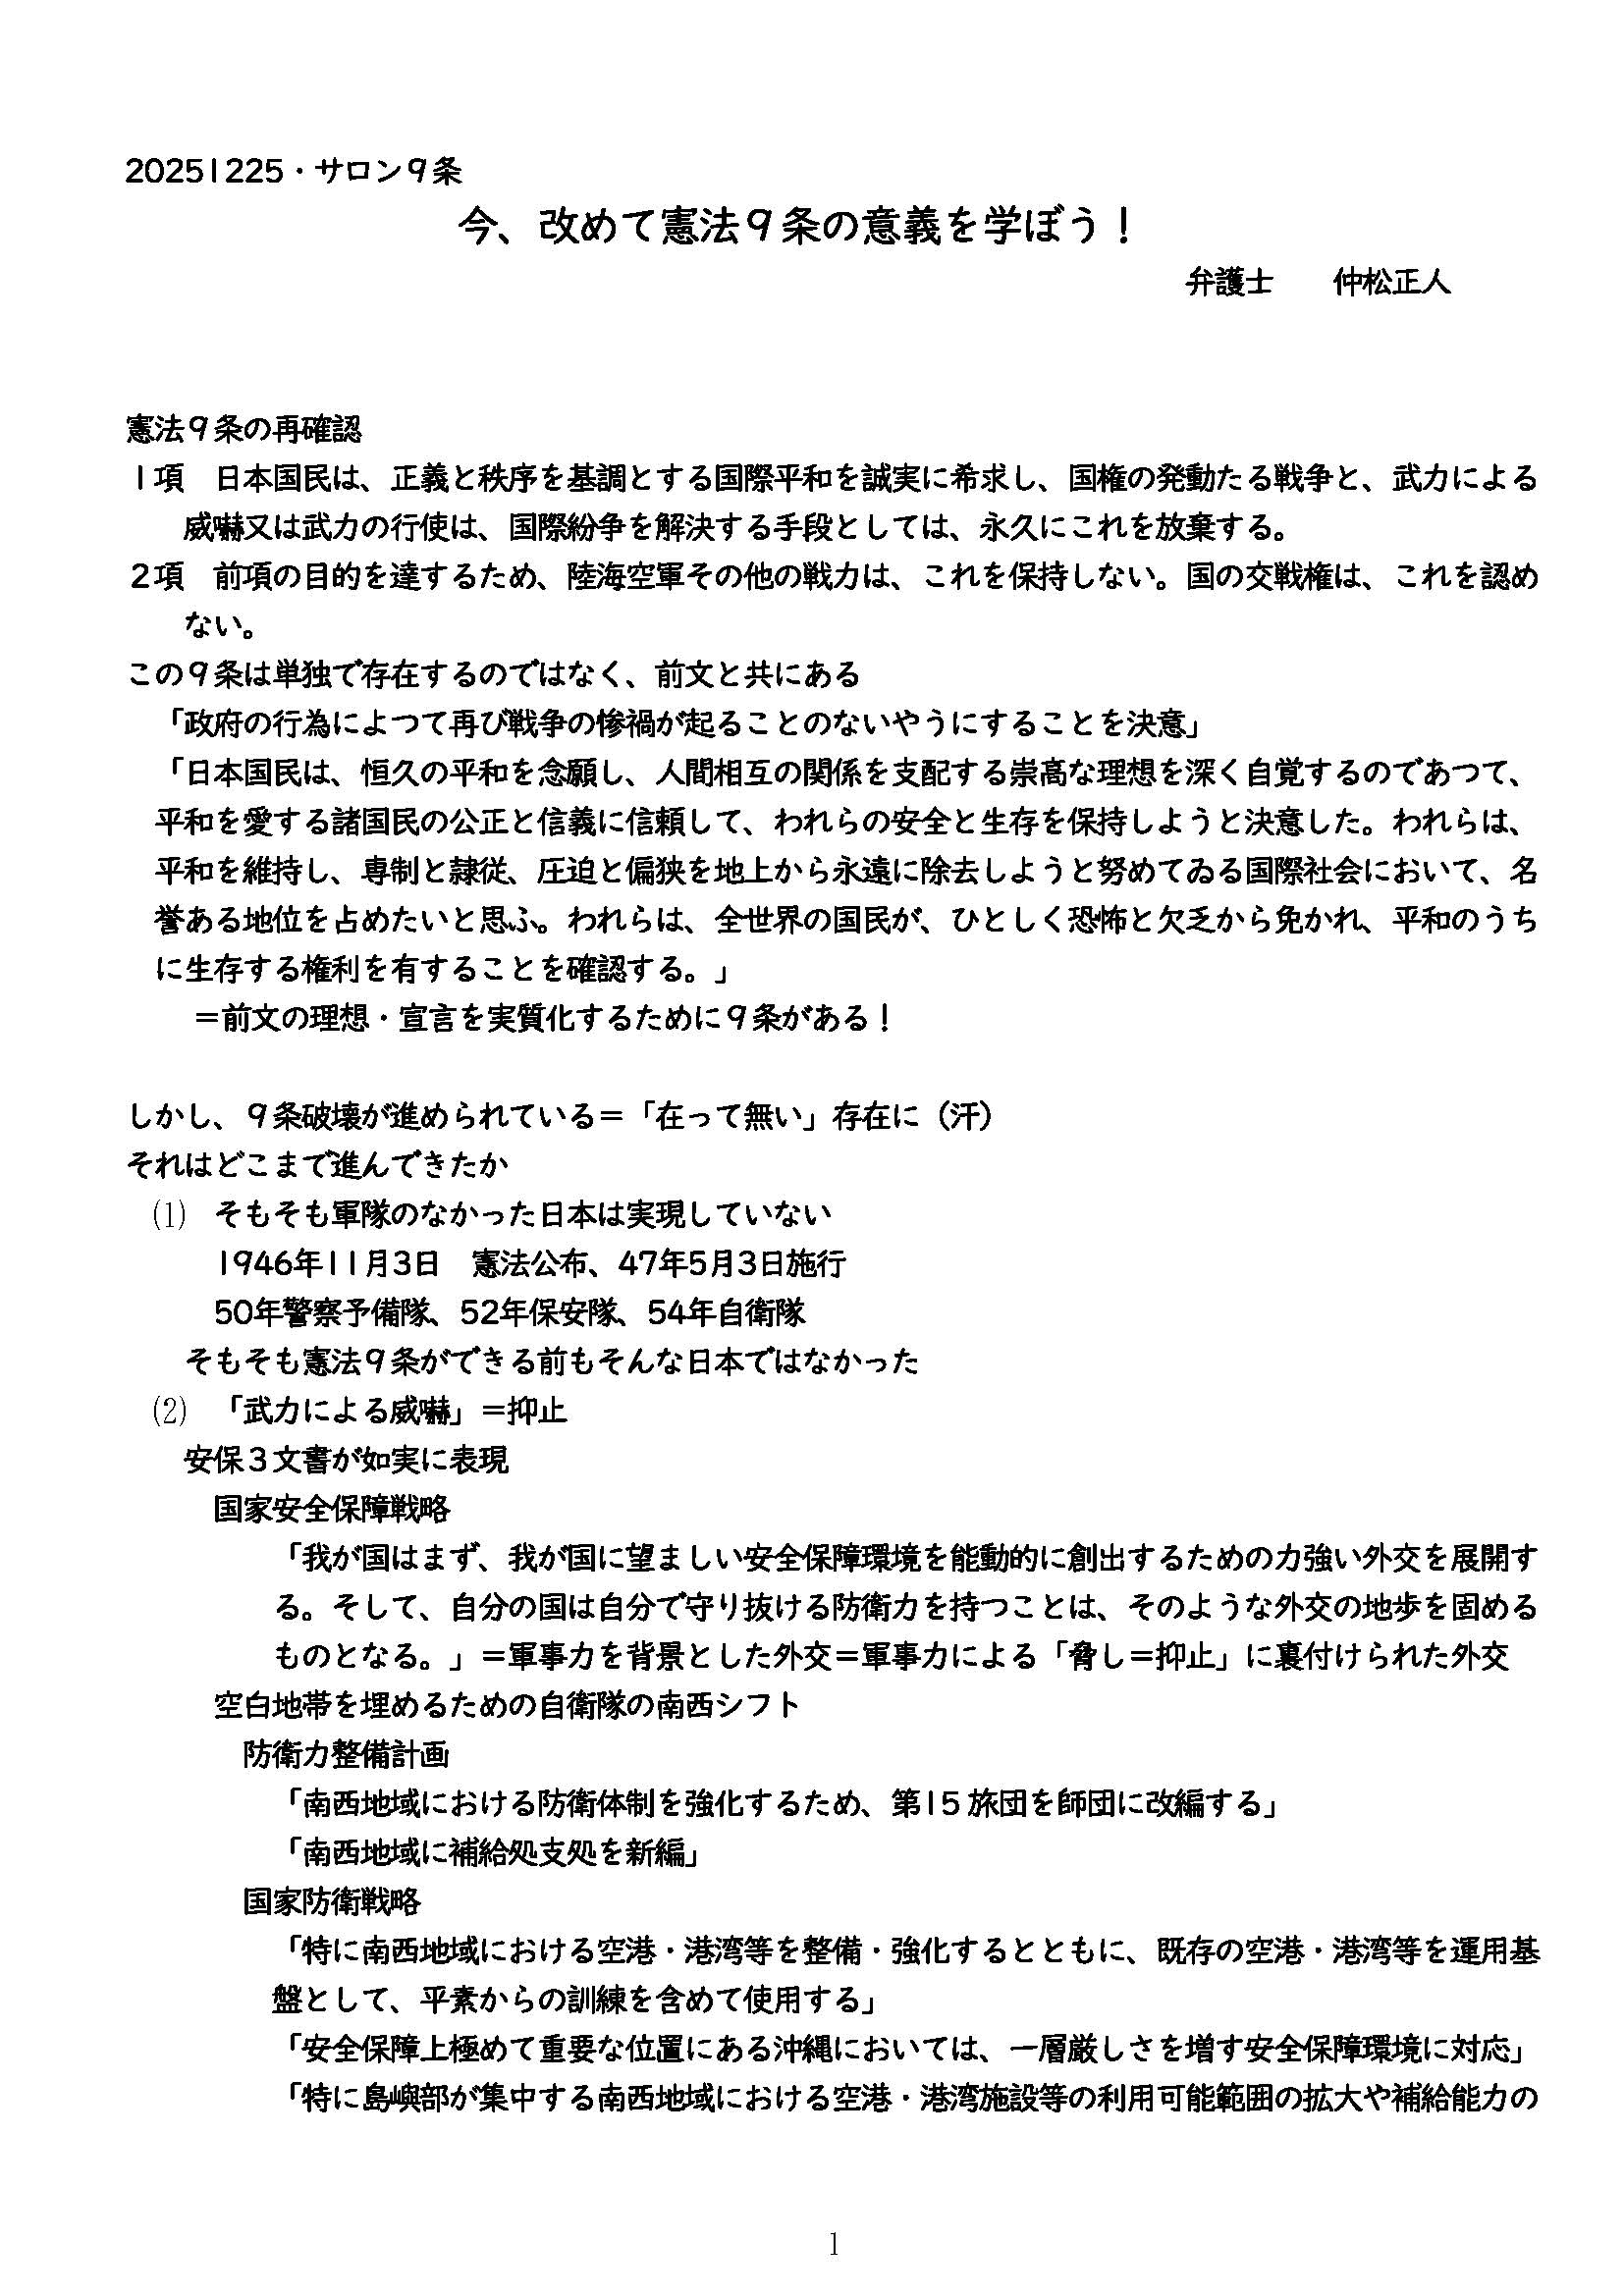 20251225・サロン９条
今、改めて憲法９条の意義を学ぼう！
弁護士　　仲松正人
憲法９条の再確認
１項　日本国民は、正義と秩序を基調とする国際平和を誠実に希求し、国権の発動たる戦争と、武力による
威嚇又は武力の行使は、国際紛争を解決する手段としては、永久にこれを放棄する。
２項　前項の目的を達するため、陸海空軍その他の戦力は、これを保持しない。国の交戦権は、これを認め
ない。
この９条は単独で存在するのではなく、前文と共にある
「政府の行為によつて再び戦争の惨禍が起ることのないやうにすることを決意」
「日本国民は、恒久の平和を念願し、人間相互の関係を支配する崇高な理想を深く自覚するのであつて、
平和を愛する諸国民の公正と信義に信頼して、われらの安全と生存を保持しようと決意した。われらは、
平和を維持し、専制と隷従、圧迫と偏狭を地上から永遠に除去しようと努めてゐる国際社会において、名
誉ある地位を占めたいと思ふ。われらは、全世界の国民が、ひとしく恐怖と欠乏から免かれ、平和のうち
に生存する権利を有することを確認する。」
＝前文の理想・宣言を実質化するために９条がある！
しかし、９条破壊が進められている＝「在って無い」存在に（汗）
それはどこまで進んできたか
(1)　そもそも軍隊のなかった日本は実現していない
1946年11月3日　憲法公布、47年5月3日施行
50年警察予備隊、52年保安隊、54年自衛隊
そもそも憲法９条ができる前もそんな日本ではなかった
(2)　「武力による威嚇」＝抑止
安保３文書が如実に表現
国家安全保障戦略
「我が国はまず、我が国に望ましい安全保障環境を能動的に創出するための力強い外交を展開す
る。そして、自分の国は自分で守り抜ける防衛力を持つことは、そのような外交の地歩を固める
ものとなる。」＝軍事力を背景とした外交＝軍事力による「脅し＝抑止」に裏付けられた外交
空白地帯を埋めるための自衛隊の南西シフト
防衛力整備計画
「南西地域における防衛体制を強化するため、第15 旅団を師団に改編する」
「南西地域に補給処支処を新編」
国家防衛戦略
「特に南西地域における空港・港湾等を整備・強化するとともに、既存の空港・港湾等を運用基
盤として、平素からの訓練を含めて使用する」
「安全保障上極めて重要な位置にある沖縄においては、一層厳しさを増す安全保障環境に対応」
「特に島嶼部が集中する南西地域における空港・港湾施設等の利用可能範囲の拡大や補給能力の
1